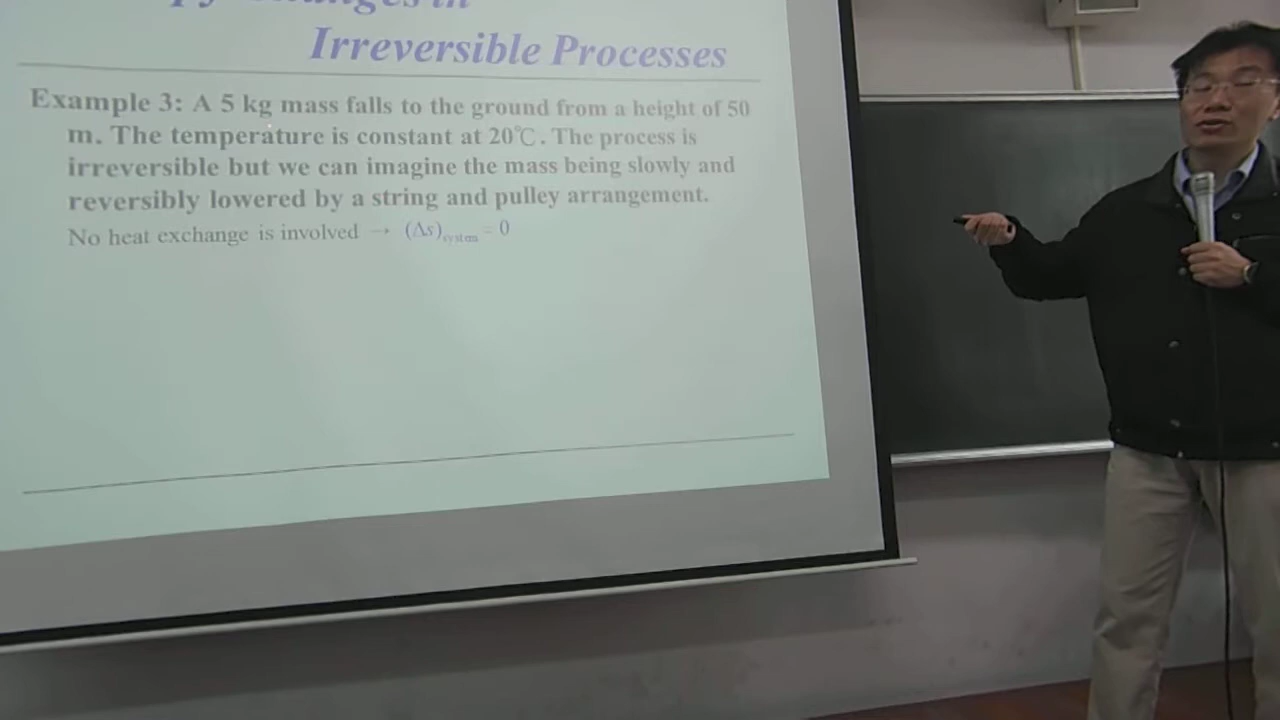 Irreversible Processes
Example 3: A 5 kg mass falls to the ground from a height of 50
m. The temperature is constant at 20℃. The process is
irreversible but we can imagine the mass being slowly and
reversibly lowered by a string and pulley arrangement.
No heat exchange is involved → (Δs)system = 0